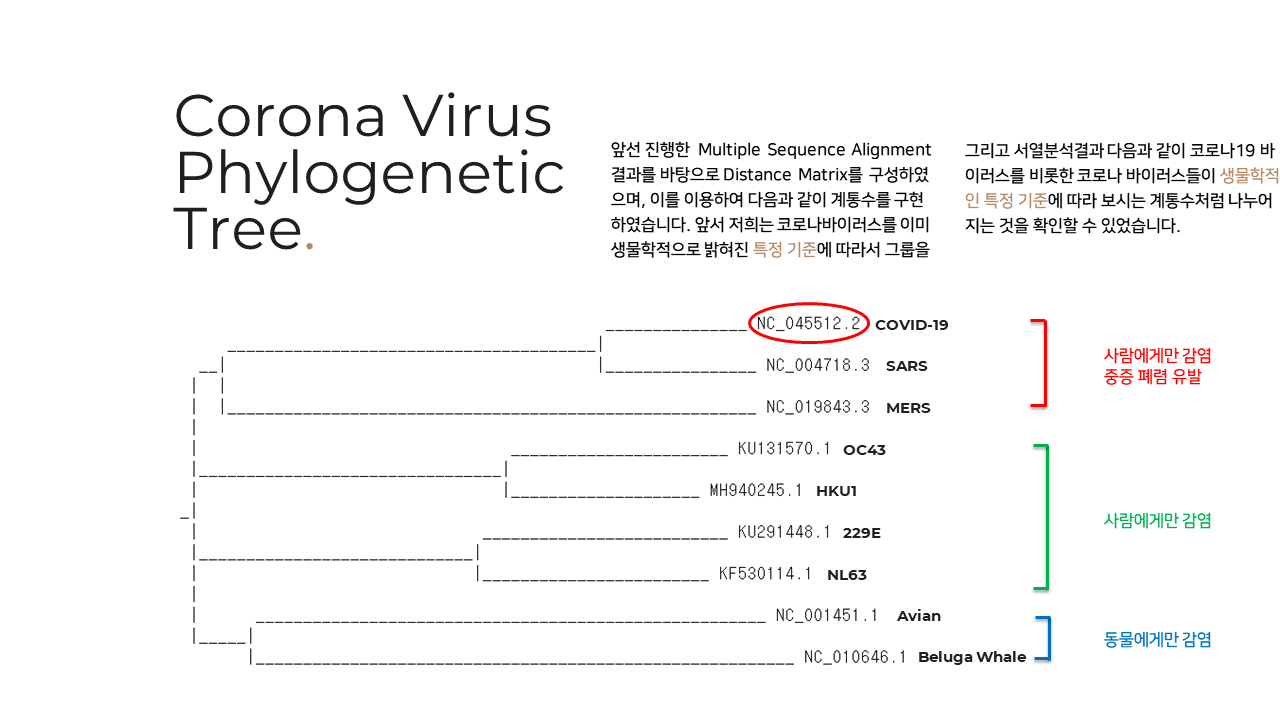 Corona Virus
Phylogenetic
Tree.
앞선 진행한 Multiple Sequence Alignment
결과를 바탕으로 Distance Matrix를 구성하였
으며, 이를 이용하여 다음과 같이 계통수를 구현
하였습니다. 앞서 저희는 코로나바이러스를 이미
생물학적으로 밝혀진 특정 기준에 따라서 그룹을
그리고 서열분석결과 다음과 같이 코로나19 바
이러스를 비롯한 코로나 바이러스들이 생물학적
인 특정 기준에 따라 보시는 계통수처럼 나누어
지는 것을 확인할 수 있었습니다.
NC_045512.2 COVID-19
NC_004718.3 SARS
NC_019843.3 MERS
사람에게만 감염
중증 폐렴 유발
KU131570.1 OC43
MH940245.1 HKU1
KU291448.1 229E
KF530114.1 NL63
사람에게만 감염
NC_001451.1 Avian
NC_010646.1 Beluga Whale
동물에게만 감염